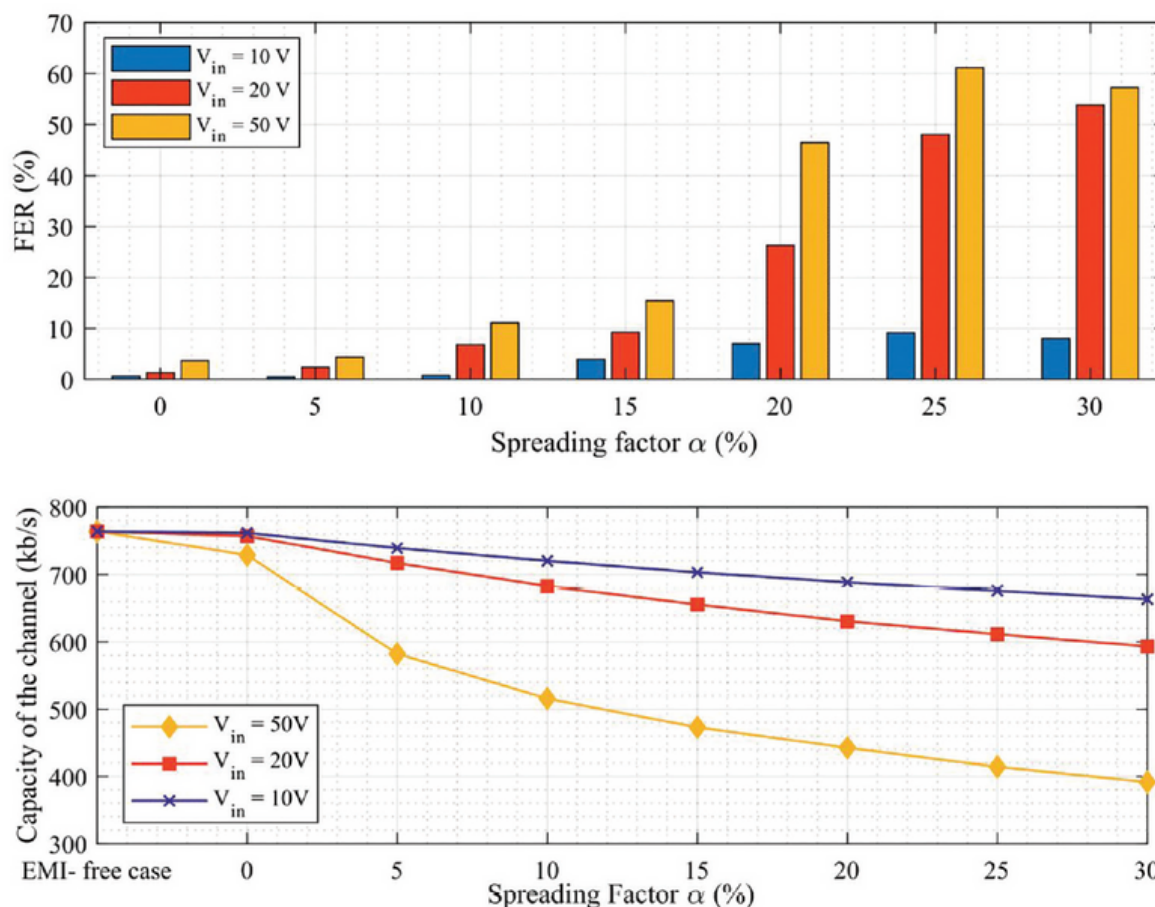 70
60
50
40
30
20
10
0
FER (%)
V_in = 10 V
V_in = 20 V
V_in = 50 V
0 5 10 15 20 25 30
Spreading factor α (%)
800
700
600
500
400
300
Capacity of the channel (kb/s)
V_in = 50V
V_in = 20V
V_in = 10V
EMI- free case 0 5 10 15 20 25 30
Spreading Factor α (%)